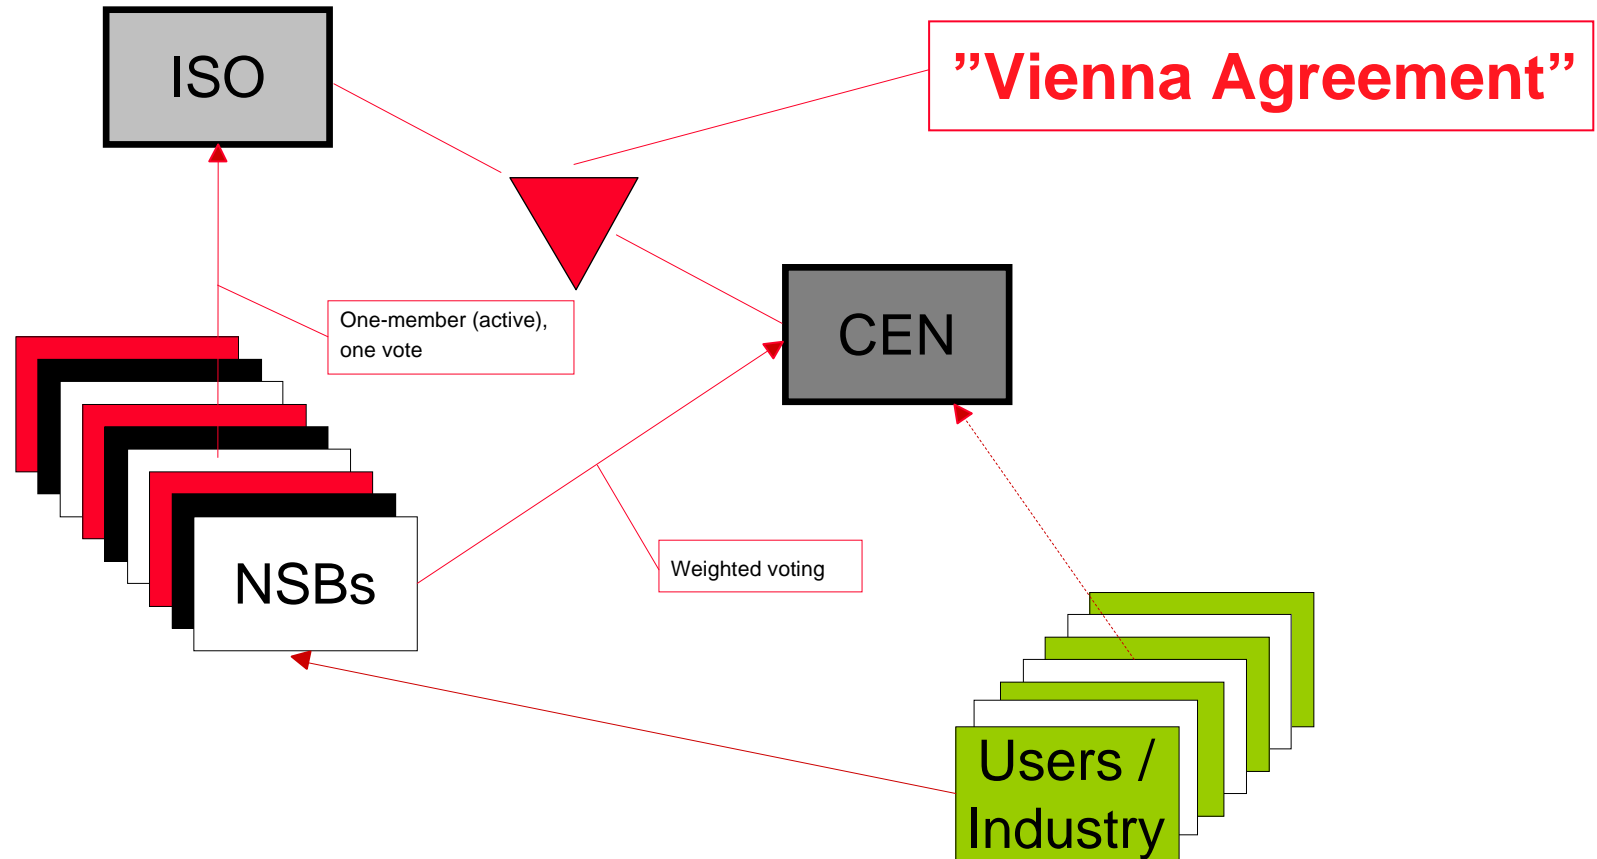 ISO
”Vienna Agreement”
One-member (active),
one vote
CEN
NSBs
Weighted voting
Users /
Industry